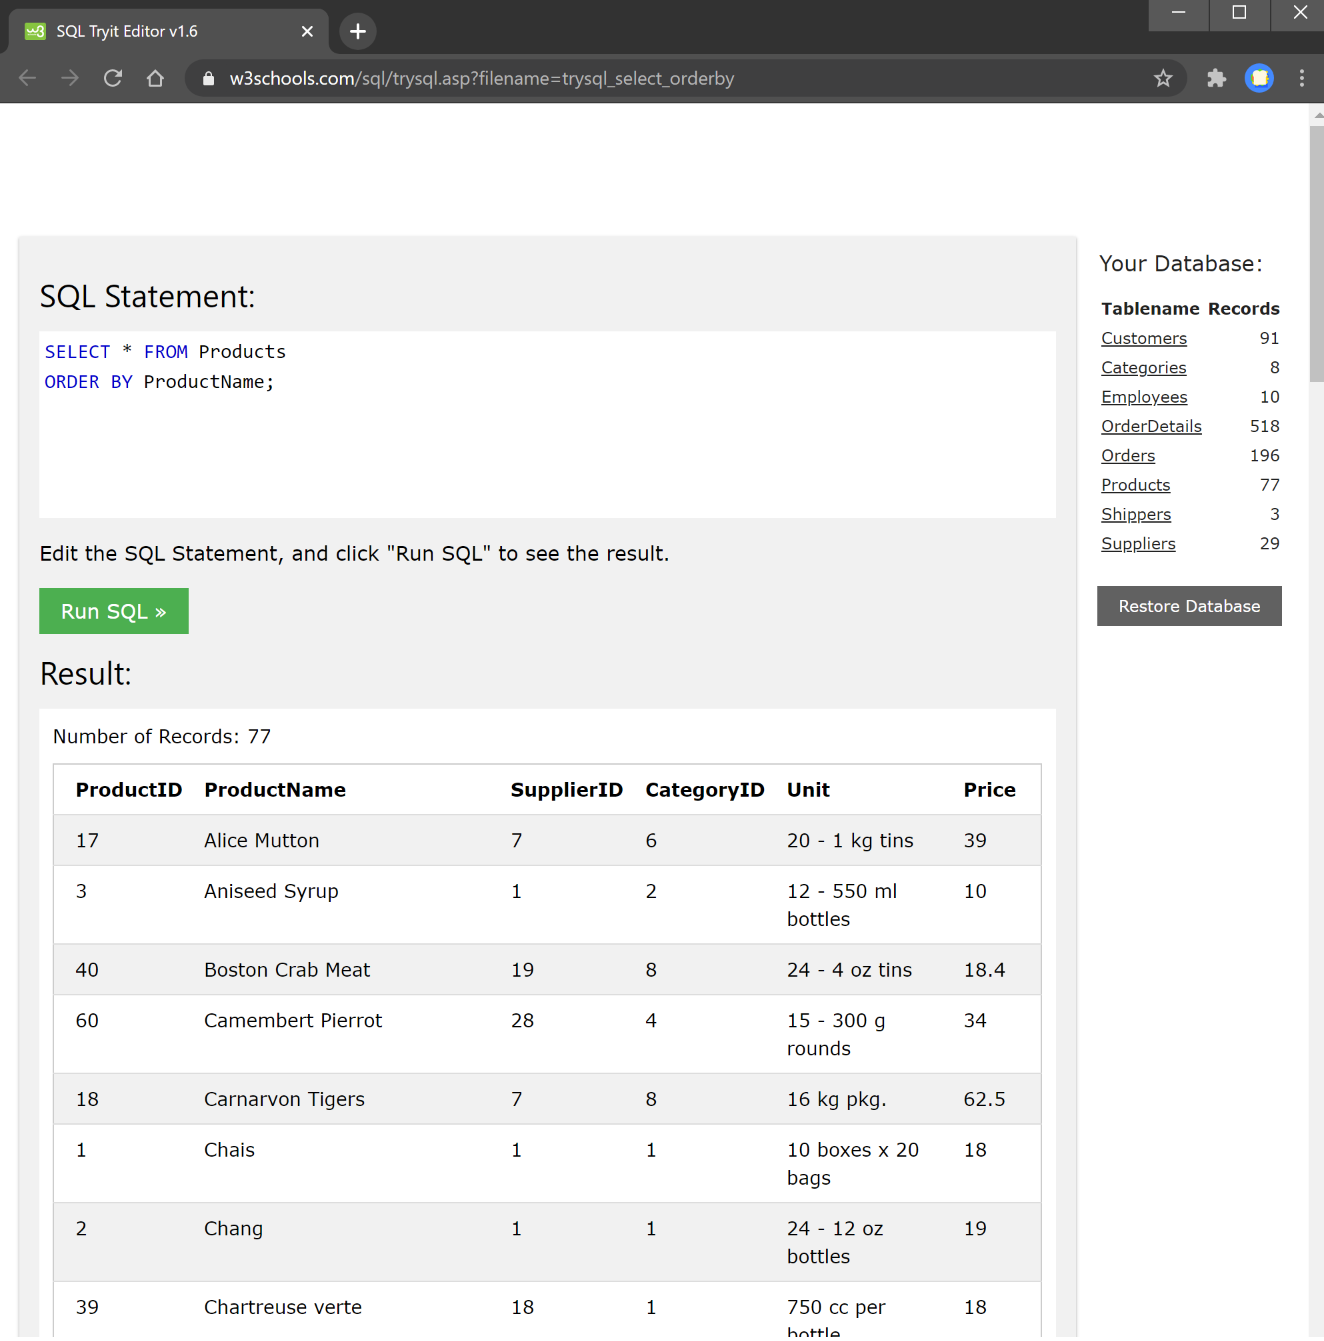 SQL Tryit Editor v1.6
w3schools.com/sql/trysql.asp?filename=trysql_select_orderby
SQL Statement:
SELECT * FROM Products
ORDER BY ProductName;
Edit the SQL Statement, and click "Run SQL" to see the result.
Run SQL »
Result:
Number of Records: 77
ProductID ProductName SupplierID CategoryID Unit Price
17 Alice Mutton 7 6 20 - 1 kg tins 39
3 Aniseed Syrup 1 2 12 - 550 ml 10
bottles
40 Boston Crab Meat 19 8 24 - 4 oz tins 18.4
60 Camembert Pierrot 28 4 15 - 300 g 34
rounds
18 Carnarvon Tigers 7 8 16 kg pkg. 62.5
1 Chais 1 1 10 boxes x 20 18
bags
2 Chang 1 1 24 - 12 oz 19
bottles
39 Chartreuse verte 18 1 750 cc per 18
bottle
Your Database:
Tablename Records
Customers 91
Categories 8
Employees 10
OrderDetails 518
Orders 196
Products 77
Shippers 3
Suppliers 29
Restore Database